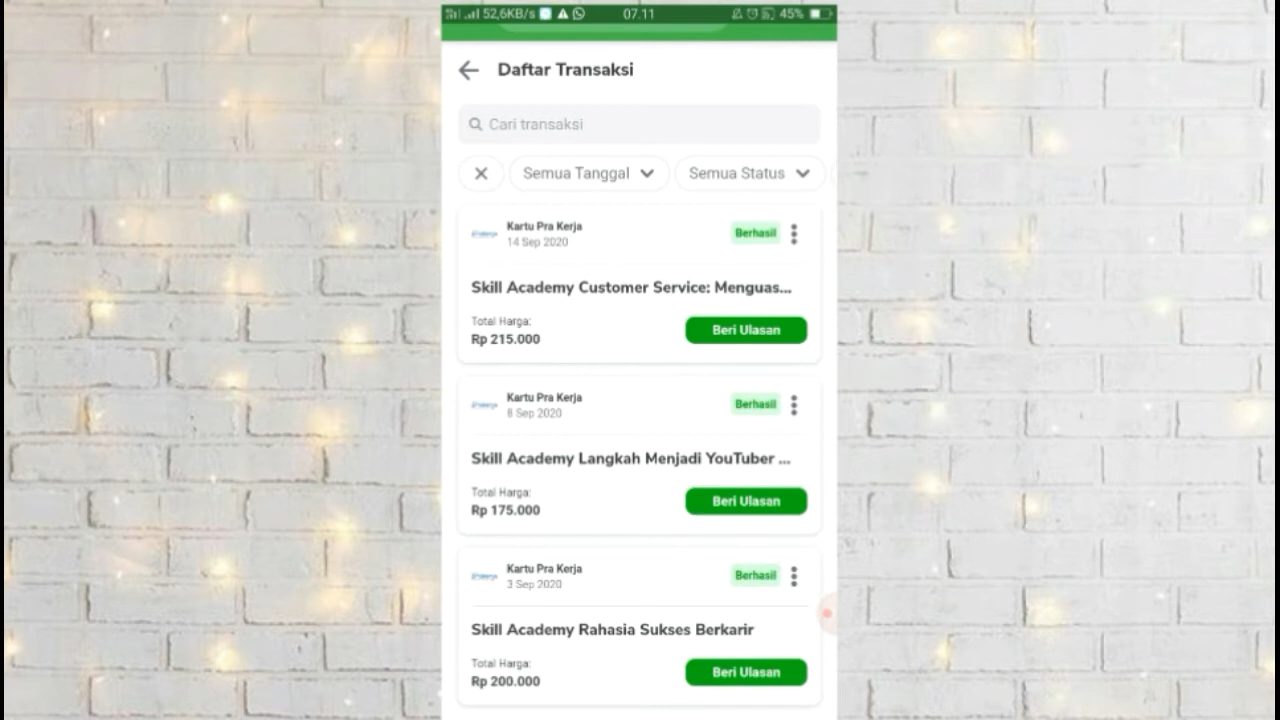 52,6KB/s 07.11 45%
Daftar Transaksi
Cari transaksi
Semua Tanggal Semua Status
Kartu Pra Kerja
14 Sep 2020
Berhasil
Skill Academy Customer Service: Menguas...
Total Harga:
Rp 215.000
Beri Ulasan
Kartu Pra Kerja
8 Sep 2020
Berhasil
Skill Academy Langkah Menjadi YouTuber ...
Total Harga:
Rp 175.000
Beri Ulasan
Kartu Pra Kerja
3 Sep 2020
Berhasil
Skill Academy Rahasia Sukses Berkarir
Total Harga:
Rp 200.000
Beri Ulasan